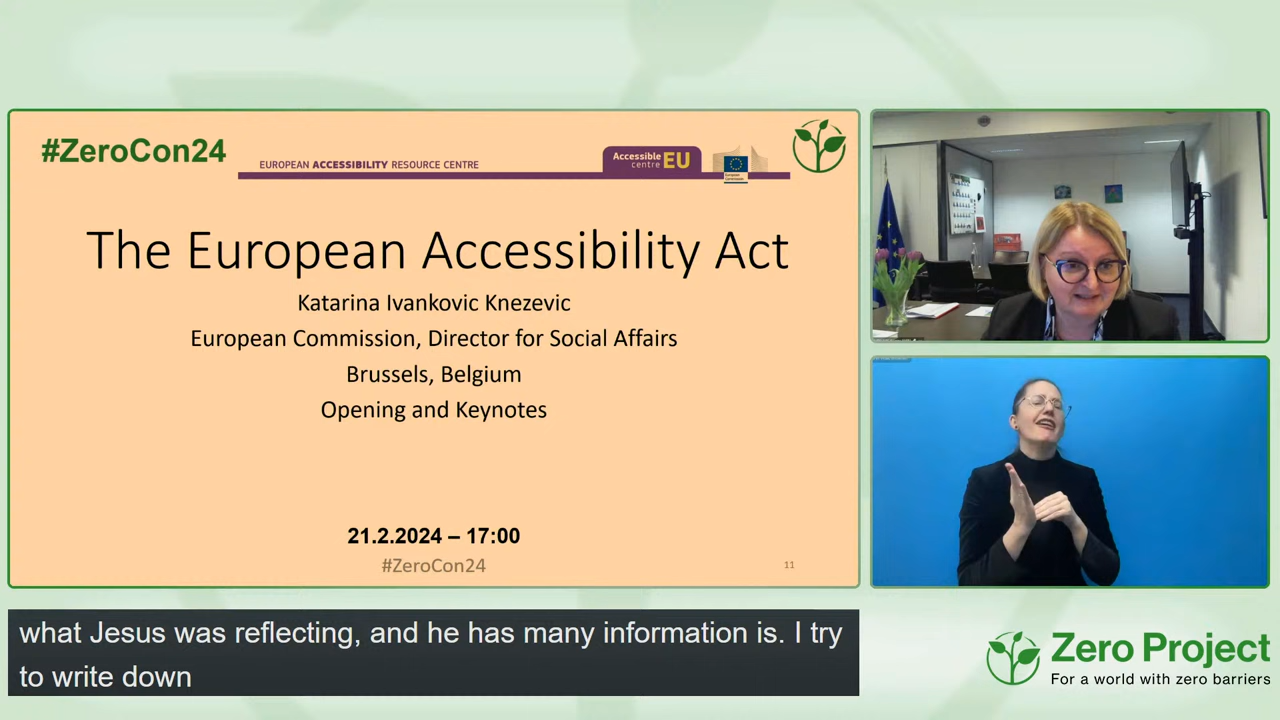 #ZeroCon24
EUROPEAN ACCESSIBILITY RESOURCE CENTRE
Accessible
centre EU
European
Commission
The European Accessibility Act
Katarina Ivankovic Knezevic
European Commission, Director for Social Affairs
Brussels, Belgium
Opening and Keynotes
21.2.2024 – 17:00
#ZeroCon24
11
what Jesus was reflecting, and he has many information is. I try
to write down
Zero Project
For a world with zero barriers